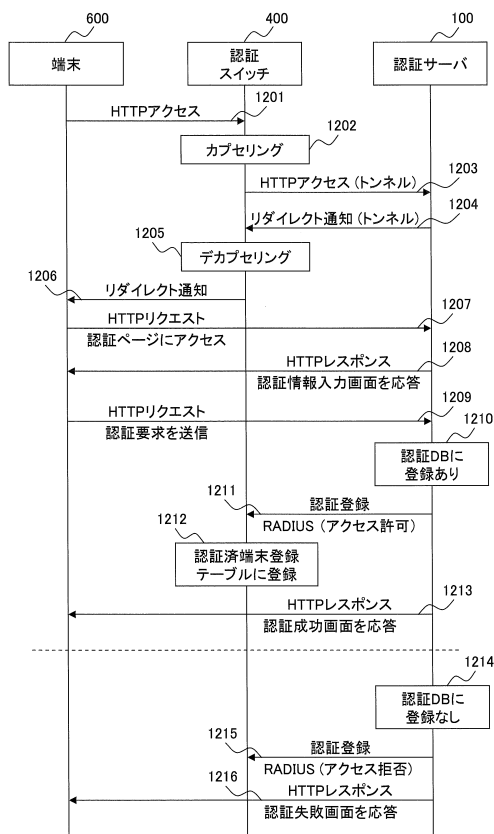 600
400
100
端末
認証
スイッチ
認証サーバ
HTTPアクセス
1201
カプセリング
1202
HTTPアクセス(トンネル)
1203
リダイレクト通知(トンネル)
1204
1205
デカプセリング
1206
リダイレクト通知
HTTPリクエスト
1207
認証ページにアクセス
HTTPレスポンス
1208
認証情報入力画面を応答
HTTPリクエスト
1209
認証要求を送信
1210
認証DBに
登録あり
1211
認証登録
RADIUS(アクセス許可)
1212
認証済端末登録
テーブルに登録
HTTPレスポンス
1213
認証成功画面を応答
1214
認証DBに
登録なし
1215
認証登録
RADIUS(アクセス拒否)
1216
HTTPレスポンス
認証失敗画面を応答